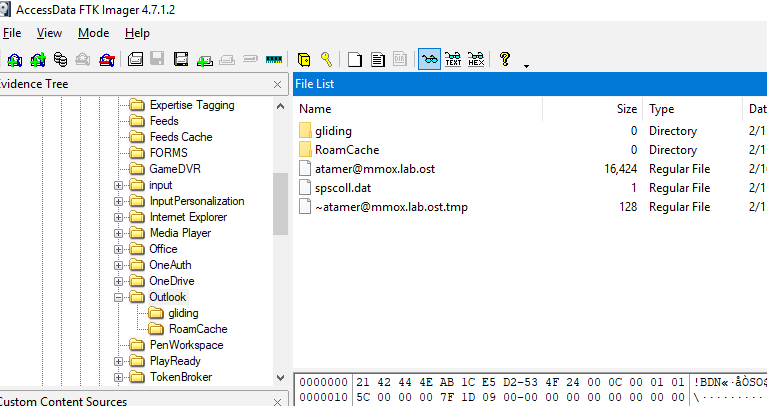 AccessData FTK Imager 4.7.1.2
File View Mode Help
TEXT HEX ?
Evidence Tree
Expertise Tagging
Feeds
Feeds Cache
FORMS
GameDVR
input
InputPersonalization
Internet Explorer
Media Player
Office
OneAuth
OneDrive
Outlook
gliding
RoamCache
PenWorkspace
PlayReady
TokenBroker
Custom Content Sources
File List
Name Size Type Dat
gliding 0 Directory 2/1
RoamCache 0 Directory 2/1
atamer@mmox.lab.ost 16,424 Regular File 2/1
spscoll.dat 1 Regular File 2/1
~atamer@mmox.lab.ost.tmp 128 Regular File 2/1
0000000 21 42 44 4E AB 1C E5 D2-53 4F 24 00 0C 00 01 01 !BDN«·åÒSO$
0000010 5C 00 00 00 7F 1D 09 00-00 00 00 00 00 00 00 00 \·········